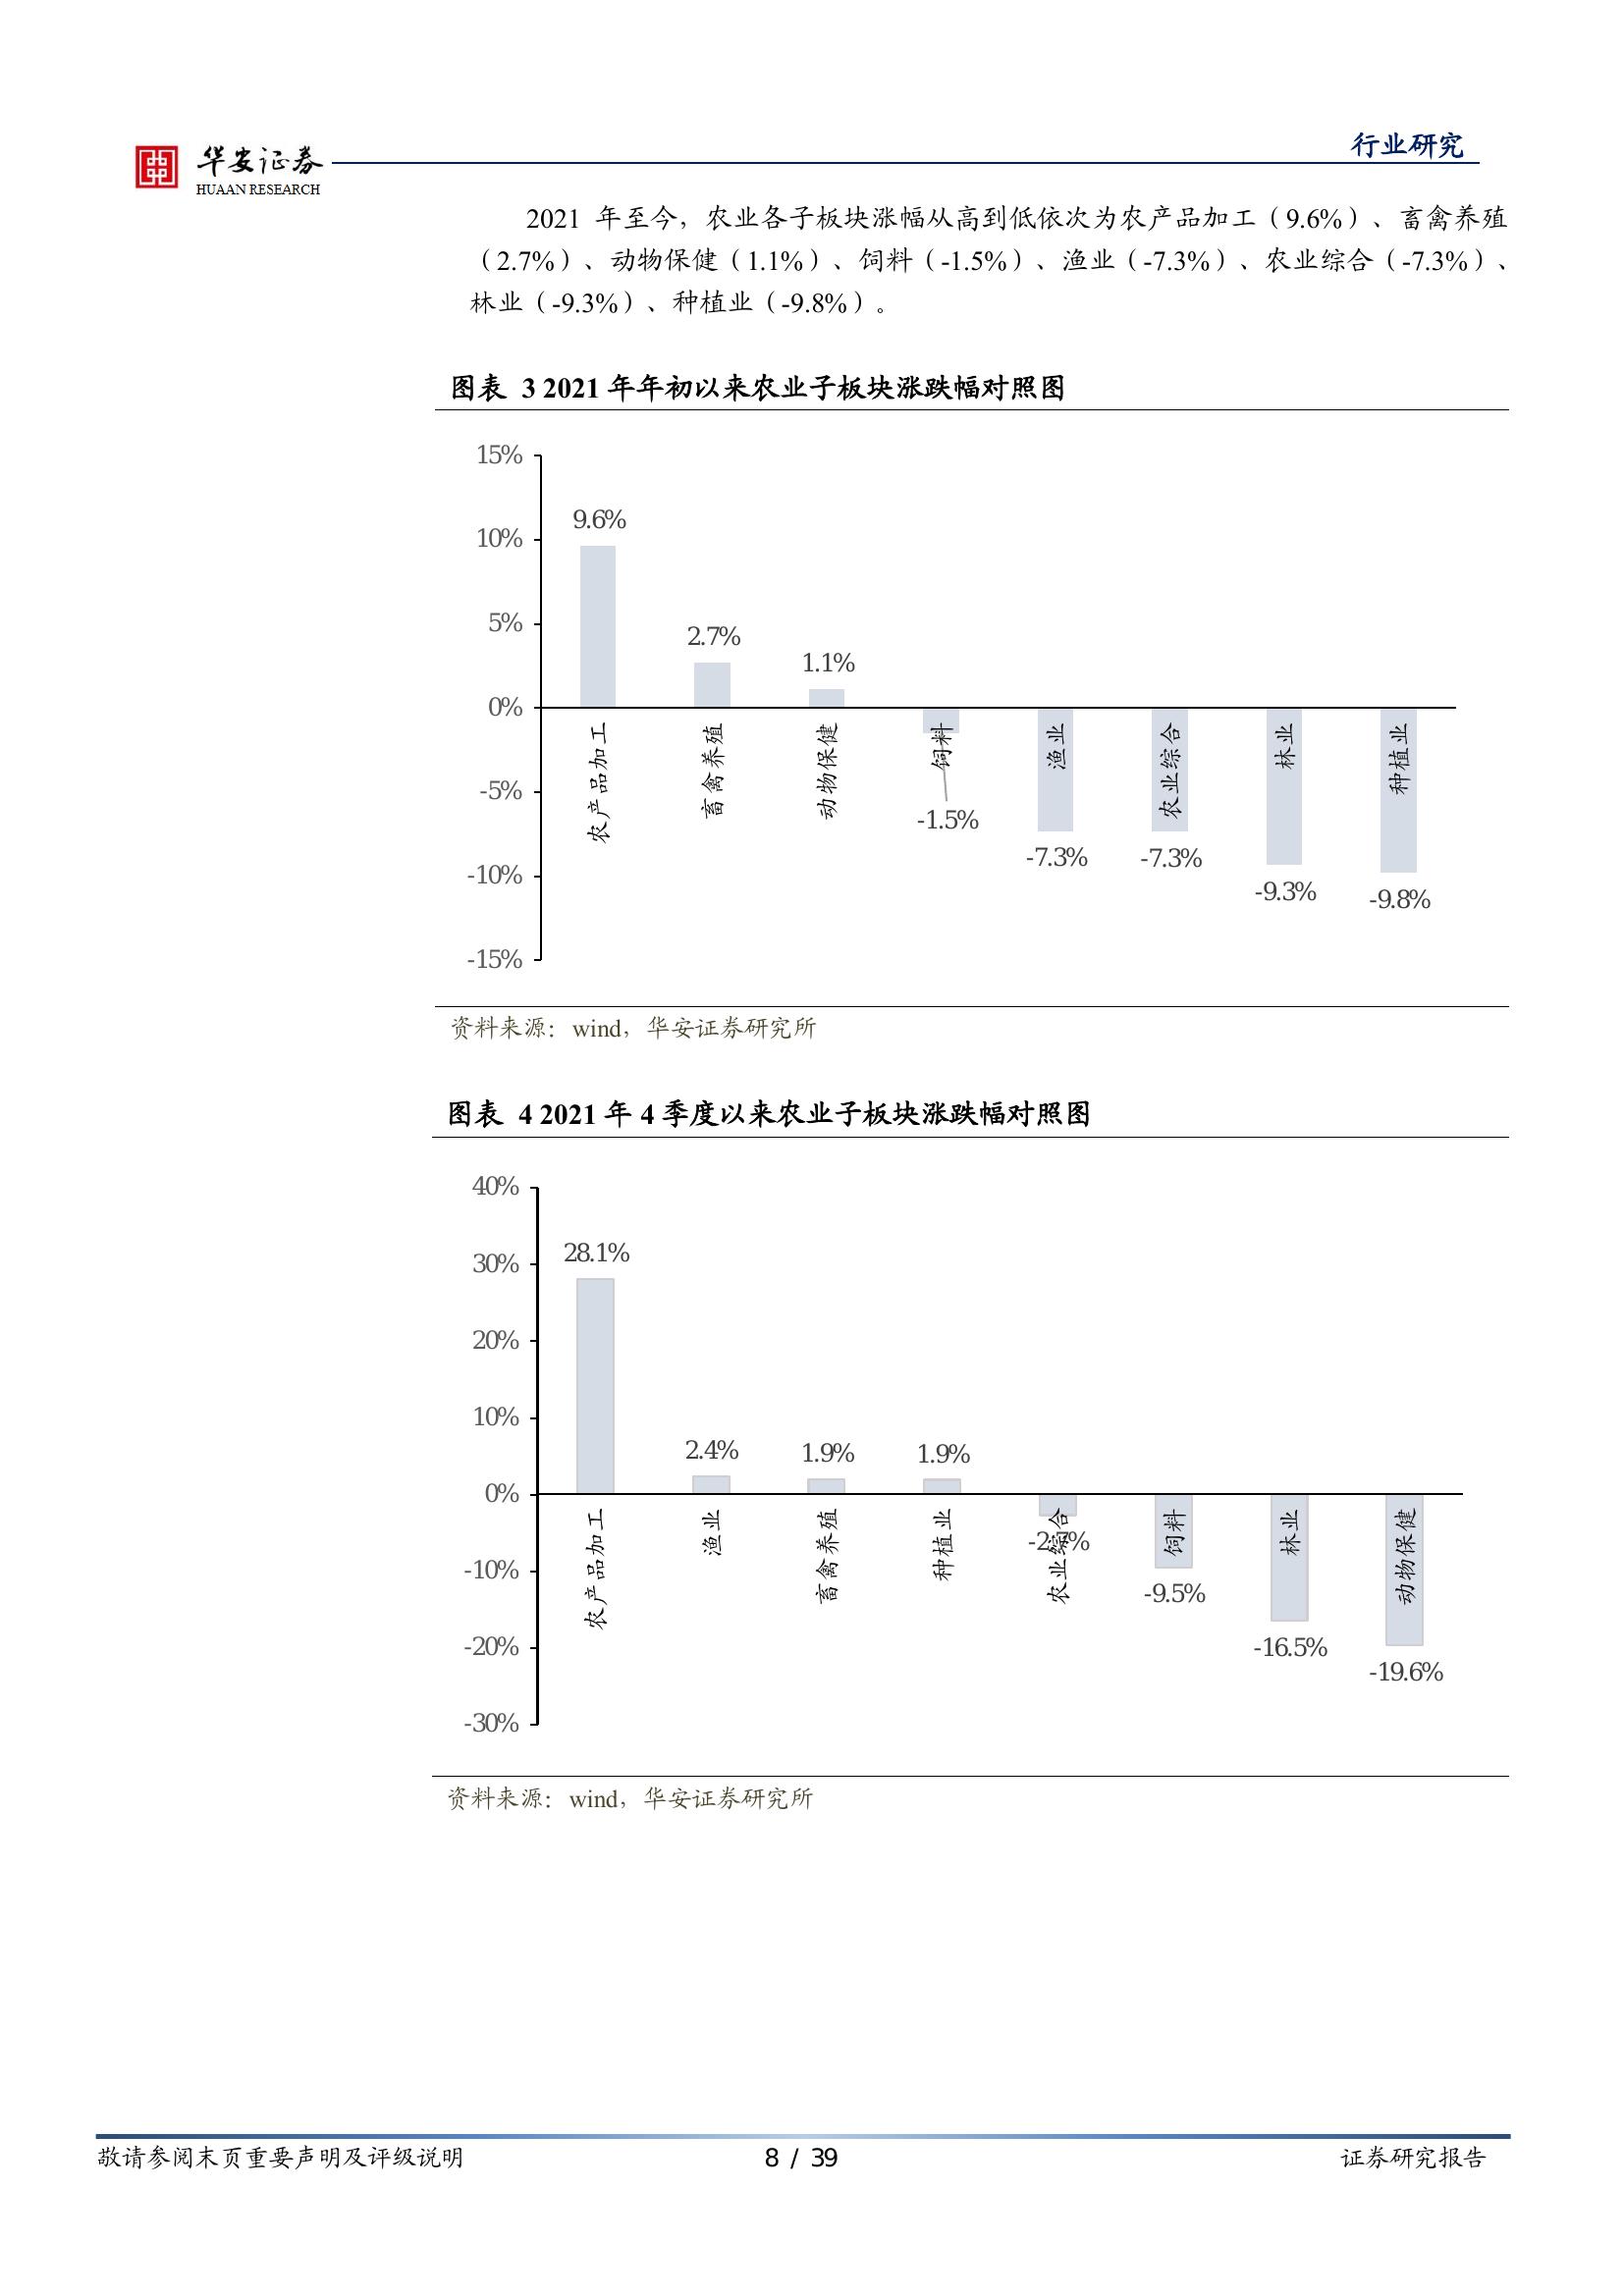 华安证券
HUAAN RESEARCH
行业研究
2021 年至今，农业各子板块涨幅从高到低依次为农产品加工（9.6%）、畜禽养殖
（2.7%）、动物保健（1.1%）、饲料（-1.5%）、渔业（-7.3%）、农业综合（-7.3%）、
林业（-9.3%）、种植业（-9.8%）。
图表 3 2021 年年初以来农业子板块涨跌幅对照图
15%
10%
5%
0%
-5%
-10%
-15%
9.6%
2.7%
1.1%
-1.5%
-7.3%
-7.3%
-9.3%
-9.8%
农产品加工
畜禽养殖
动物保健
饲料
渔业
农业综合
林业
种植业
资料来源：wind，华安证券研究所
图表 4 2021 年 4 季度以来农业子板块涨跌幅对照图
40%
30%
20%
10%
0%
-10%
-20%
-30%
28.1%
2.4%
1.9%
1.9%
-9.5%
-16.5%
-19.6%
农产品加工
渔业
畜禽养殖
种植业
农业综合
饲料
林业
动物保健
资料来源：wind，华安证券研究所
敬请参阅末页重要声明及评级说明
8 / 39
证券研究报告